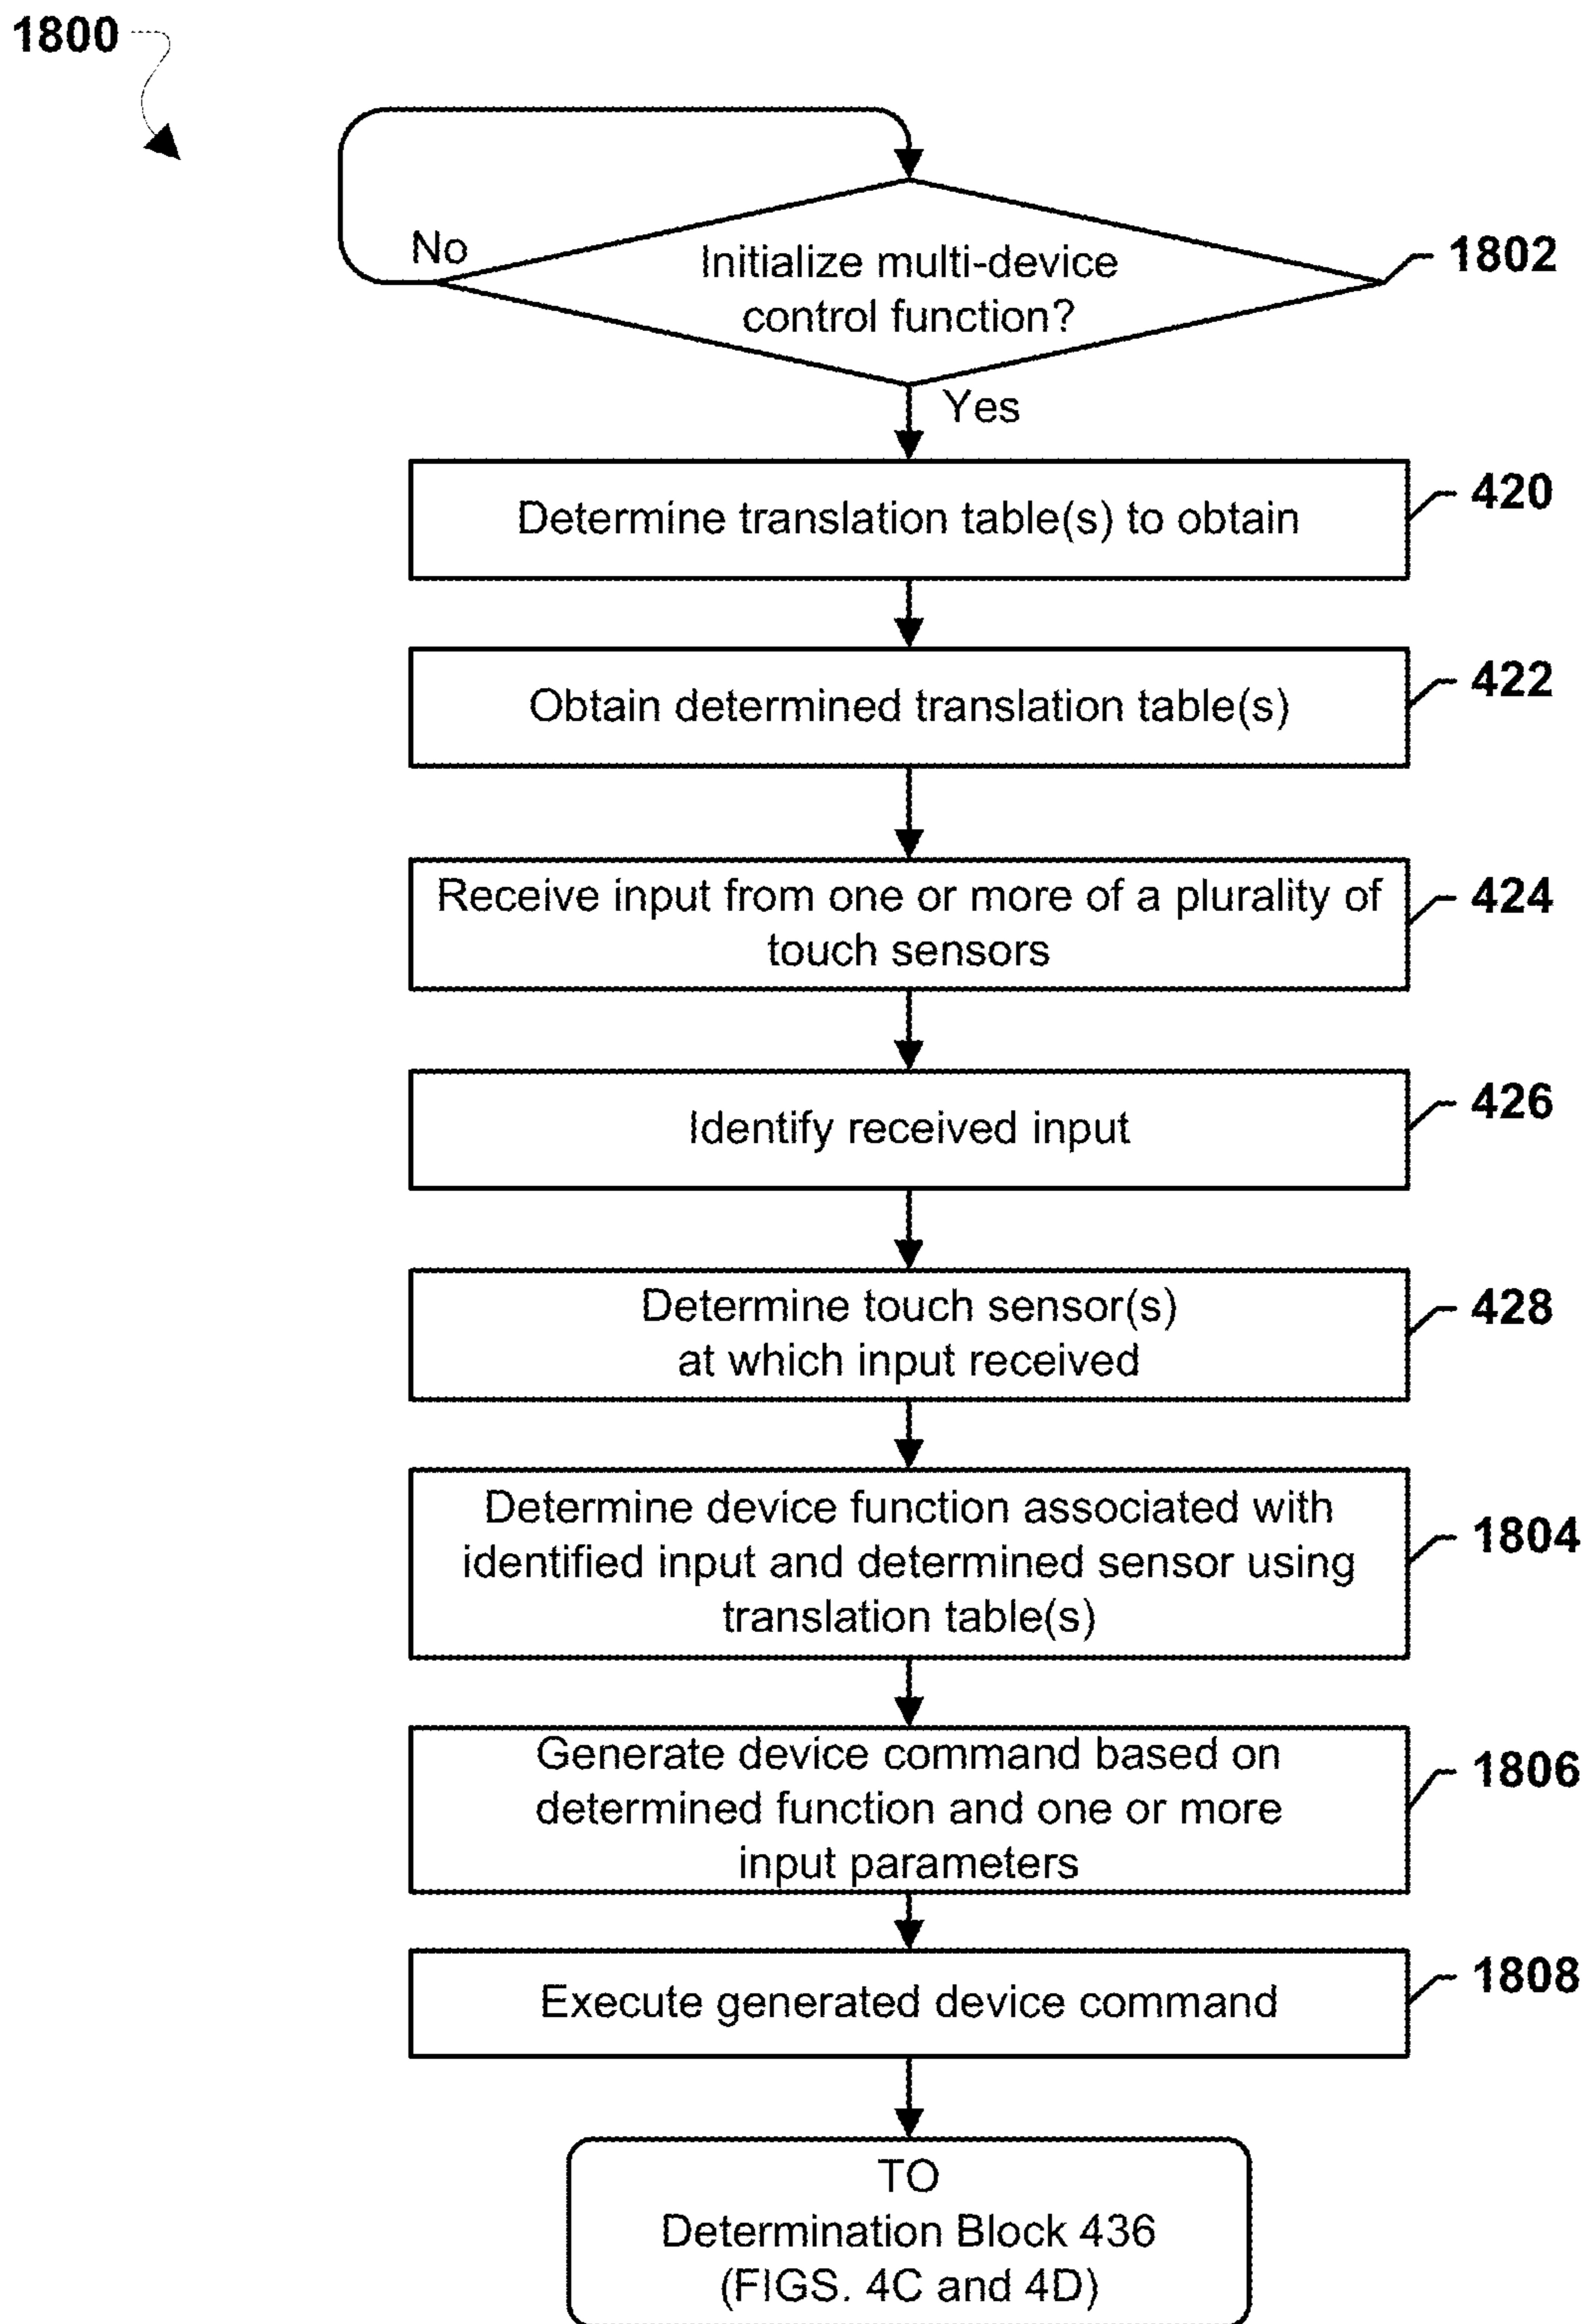 1800
No
Initialize multi-device
control function?
1802
Yes
Determine translation table(s) to obtain
420
Obtain determined translation table(s)
422
Receive input from one or more of a plurality of
touch sensors
424
Identify received input
426
Determine touch sensor(s)
at which input received
428
Determine device function associated with
identified input and determined sensor using
translation table(s)
1804
Generate device command based on
determined function and one or more
input parameters
1806
Execute generated device command
1808
TO
Determination Block 436
(FIGS. 4C and 4D)